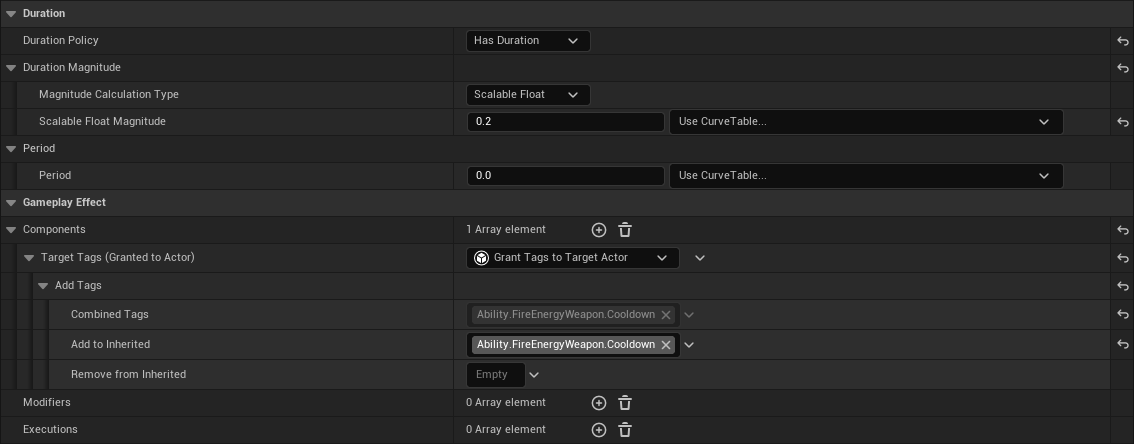 Duration
Duration Policy Has Duration
Duration Magnitude
Magnitude Calculation Type Scalable Float
Scalable Float Magnitude 0.2 Use CurveTable...
Period
Period 0.0 Use CurveTable...
Gameplay Effect
Components 1 Array element
Target Tags (Granted to Actor) Grant Tags to Target Actor
Add Tags
Combined Tags Ability.FireEnergyWeapon.Cooldown
Add to Inherited Ability.FireEnergyWeapon.Cooldown
Remove from Inherited Empty
Modifiers 0 Array element
Executions 0 Array element